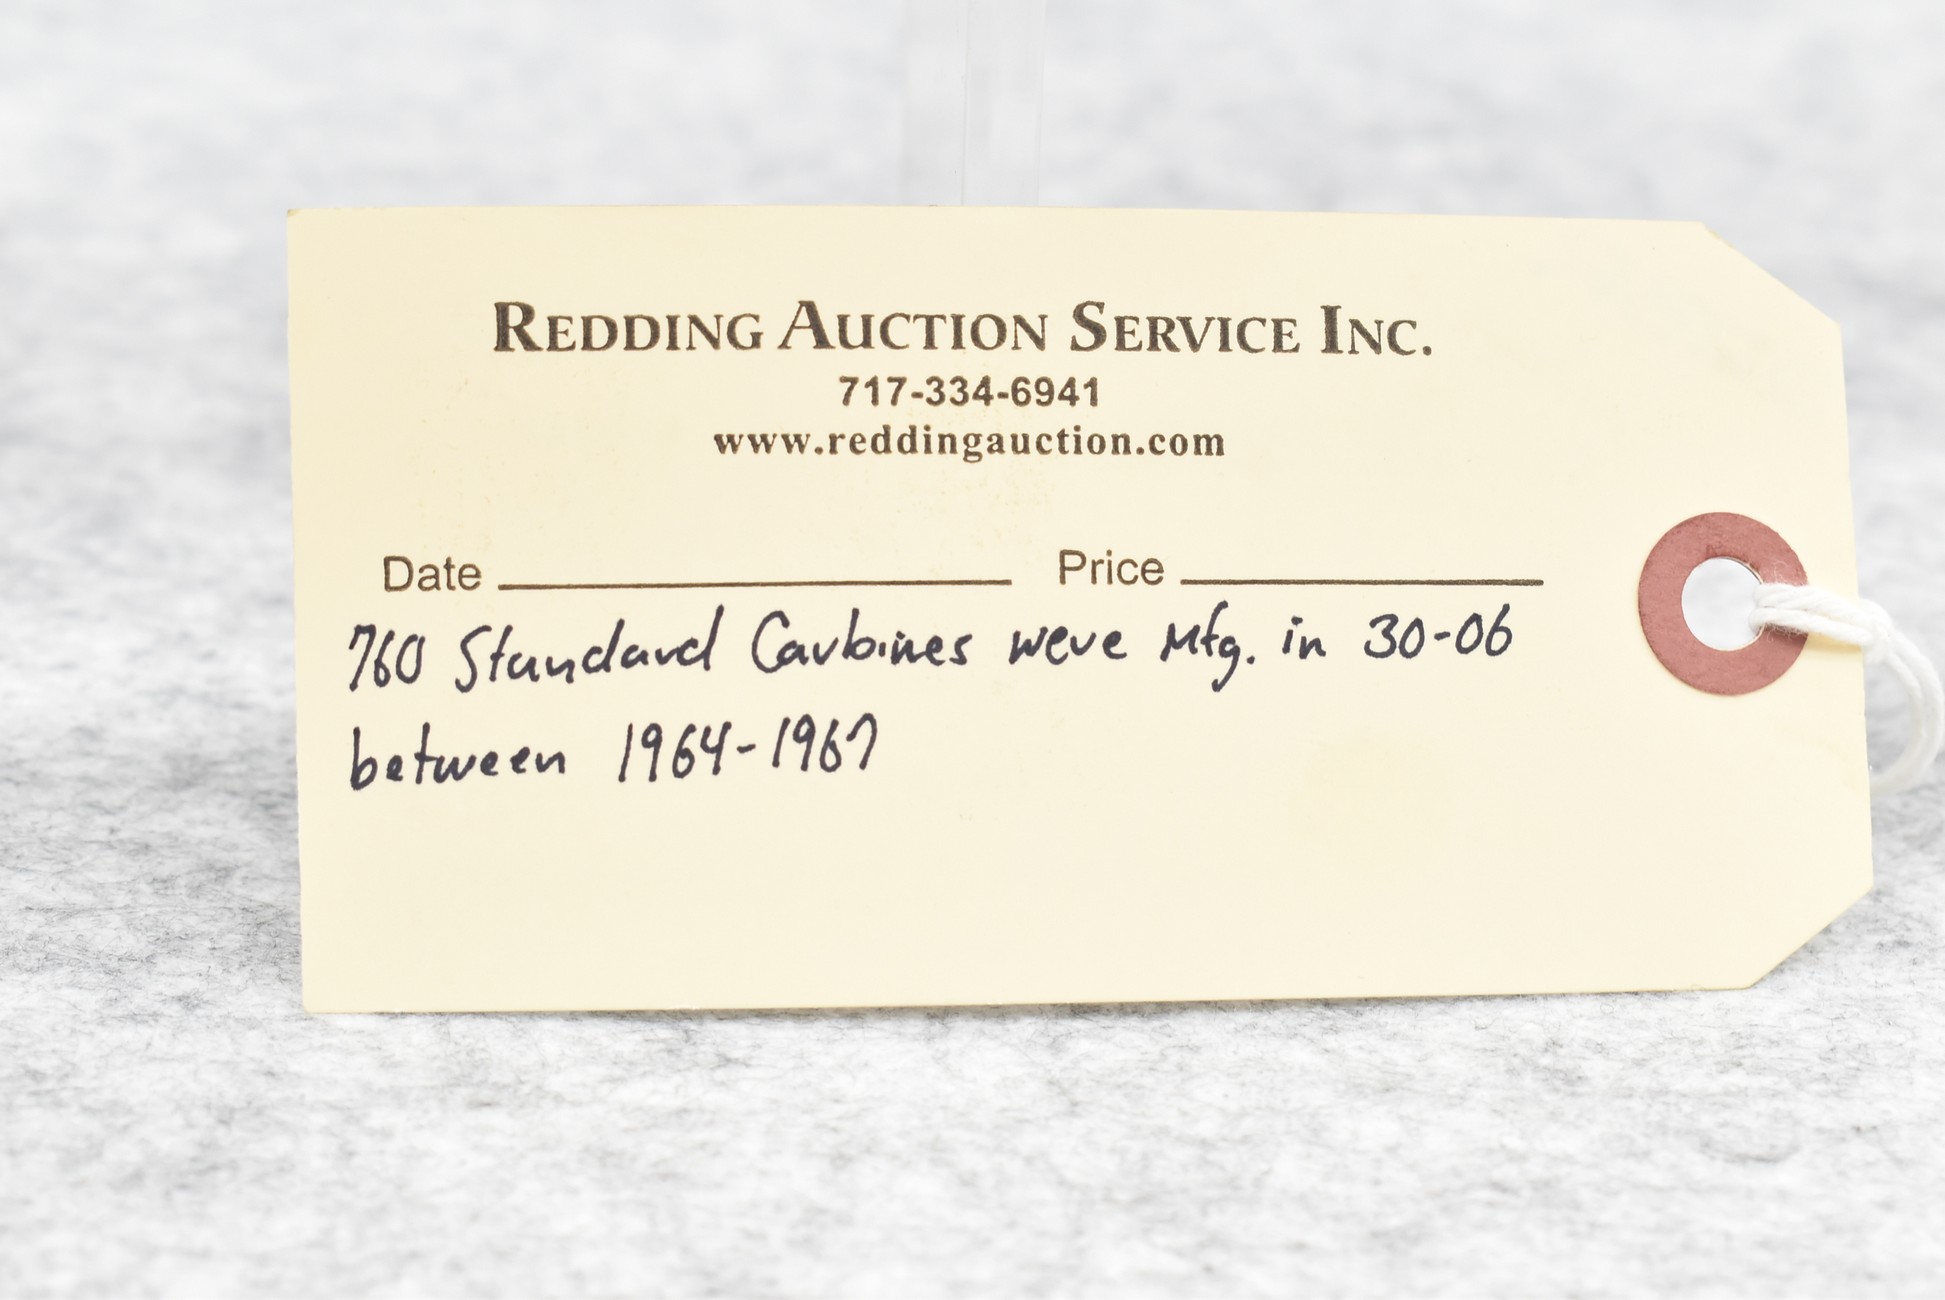 REDDING AUCTION SERVICE INC.
717-334-6941
www.reddingauction.com
Date Price
760 Standard Carbines were Mfg. in 30-06
between 1964-1967